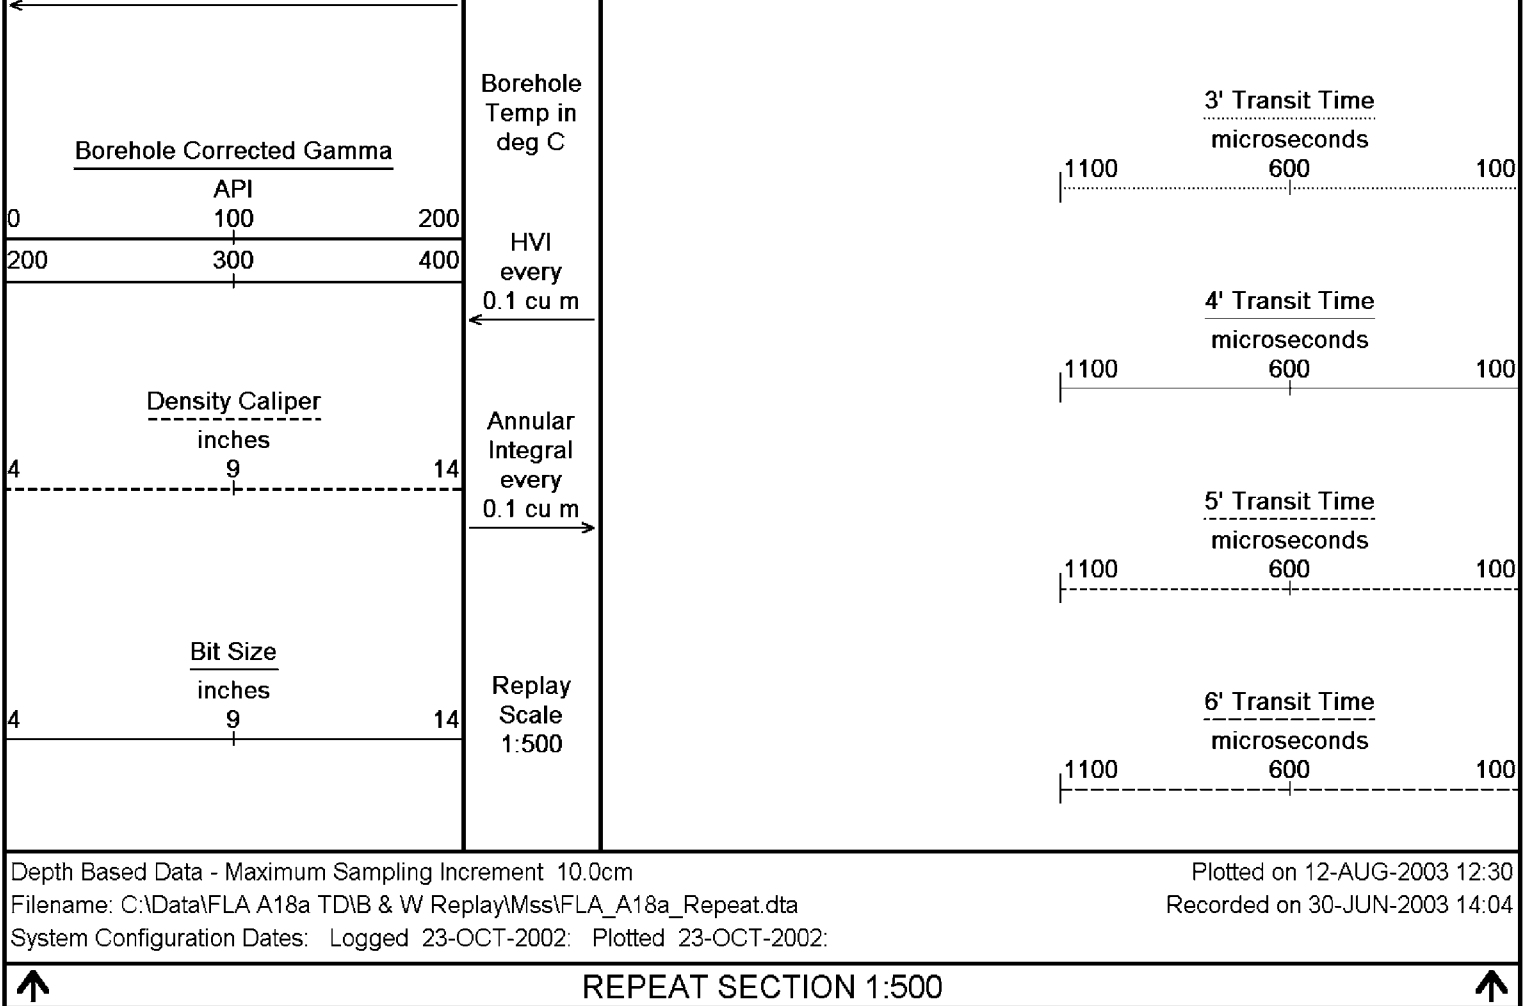 Borehole Corrected Gamma
API
0 100 200
200 300 400
Density Caliper
inches
4 9 14
Bit Size
inches
4 9 14
Borehole
Temp in
deg C
HVI
every
0.1 cu m
Annular
Integral
every
0.1 cu m
Replay
Scale
1:500
3' Transit Time
microseconds
1100 600 100
4' Transit Time
microseconds
1100 600 100
5' Transit Time
microseconds
1100 600 100
6' Transit Time
microseconds
1100 600 100
Depth Based Data - Maximum Sampling Increment 10.0cm
Plotted on 12-AUG-2003 12:30
Filename: C:\Data\FLA A18a TD\B & W Replay\Mss\FLA_A18a_Repeat.dta
Recorded on 30-JUN-2003 14:04
System Configuration Dates: Logged 23-OCT-2002: Plotted 23-OCT-2002:
REPEAT SECTION 1:500